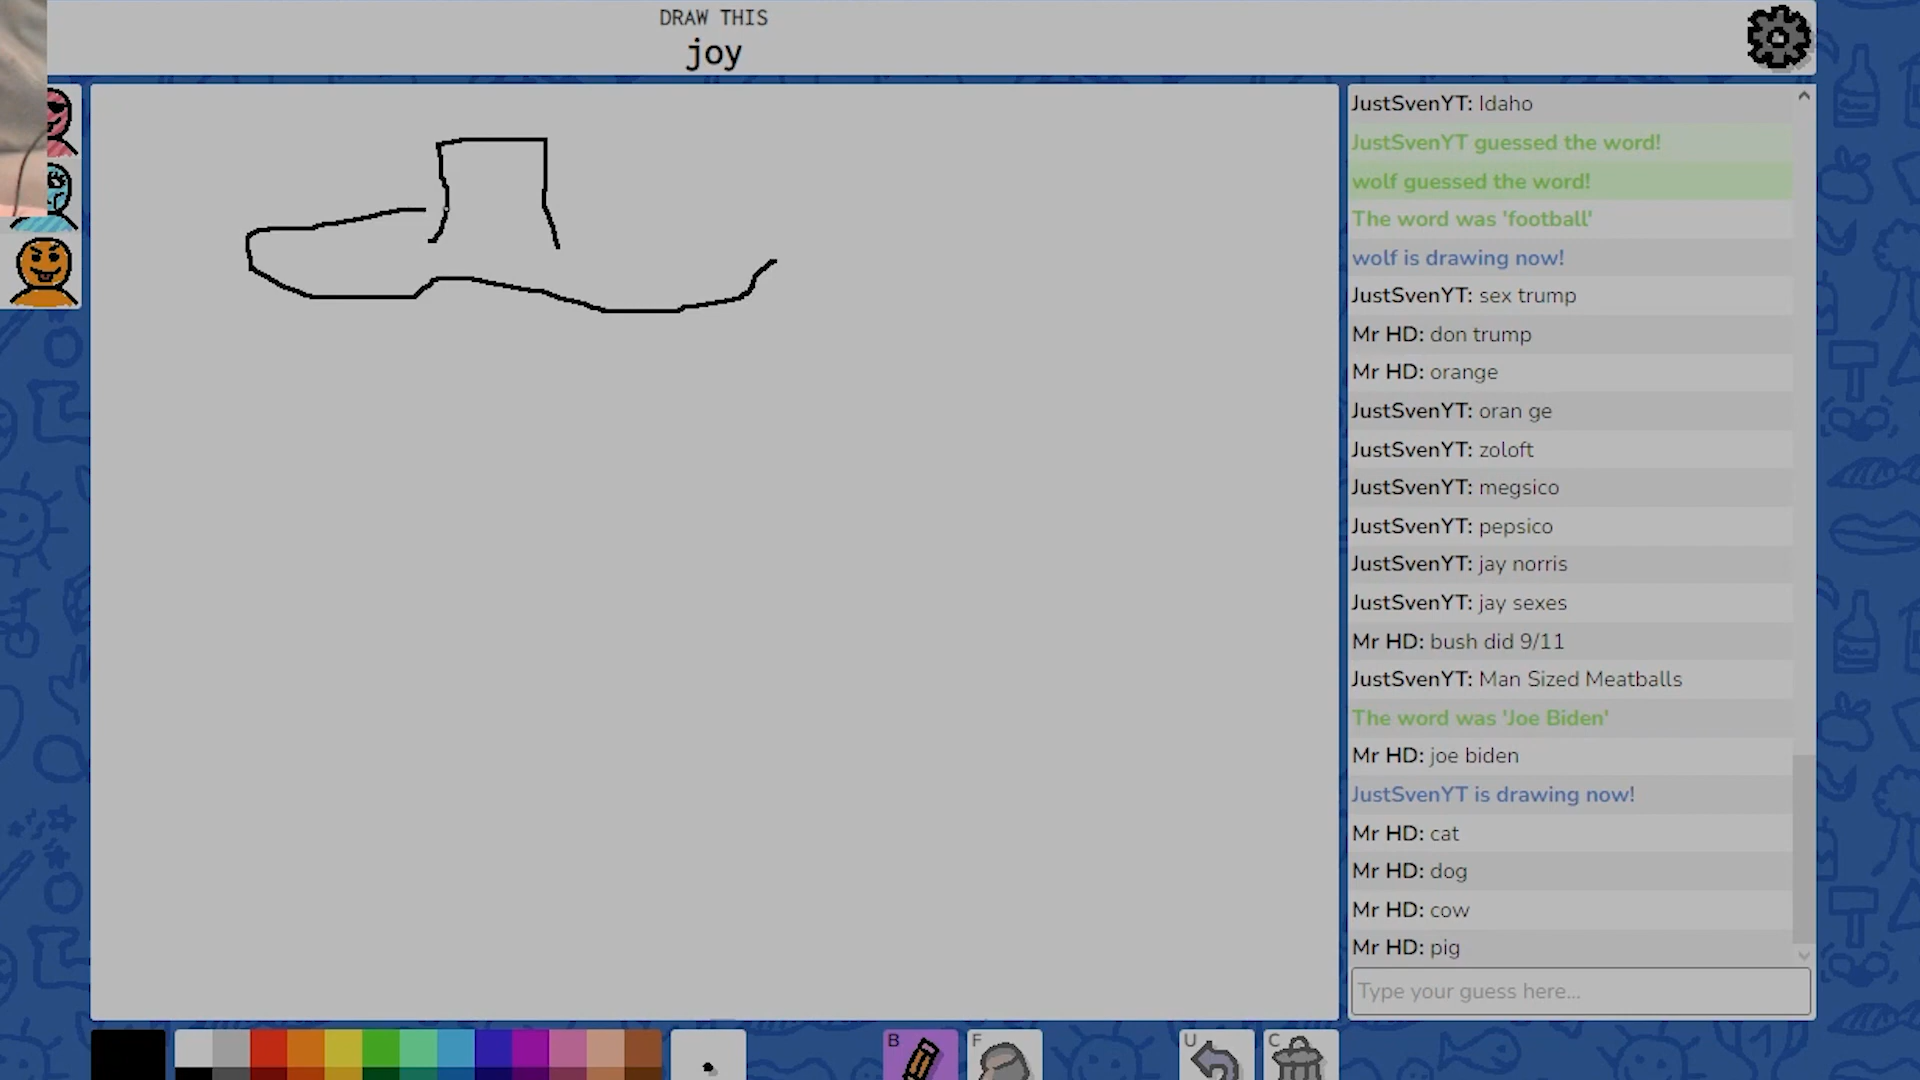 DRAW THIS
joy
JustSvenYT: Idaho
JustSvenYT guessed the word!
wolf guessed the word!
The word was 'football'
wolf is drawing now!
JustSvenYT: sex trump
Mr HD: don trump
Mr HD: orange
JustSvenYT: oran ge
JustSvenYT: zoloft
JustSvenYT: megsico
JustSvenYT: pepsico
JustSvenYT: jay norris
JustSvenYT: jay sexes
Mr HD: bush did 9/11
JustSvenYT: Man Sized Meatballs
The word was 'Joe Biden'
Mr HD: joe biden
JustSvenYT is drawing now!
Mr HD: cat
Mr HD: dog
Mr HD: cow
Mr HD: pig
Type your guess here...
B
F
U
C